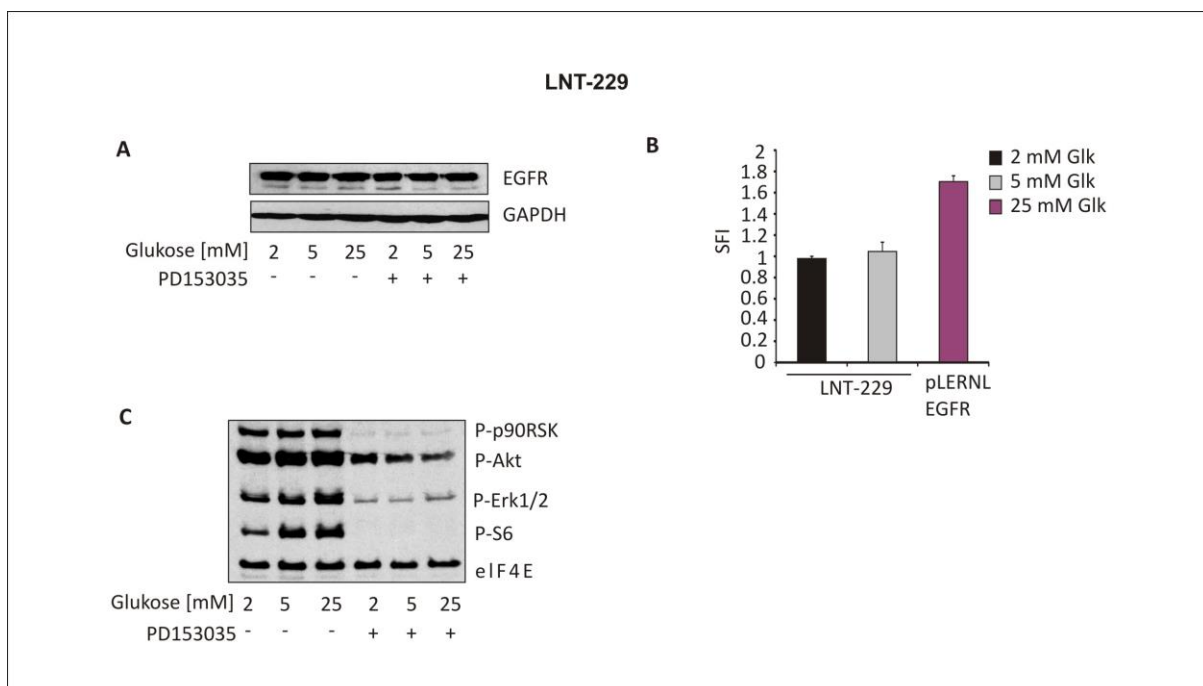 LNT-229
A
EGFR
GAPDH
Glukose [mM] 2 5 25 2 5 25
PD153035 - - - + + +
B
2 mM Glk
5 mM Glk
25 mM Glk
SFI
2
1.8
1.6
1.4
1.2
1
0.8
0.6
0.4
0.2
0
LNT-229
pLERNL
EGFR
C
P-p90RSK
P-Akt
P-Erk1/2
P-S6
eIF4E
Glukose [mM] 2 5 25 2 5 25
PD153035 - - - + + +